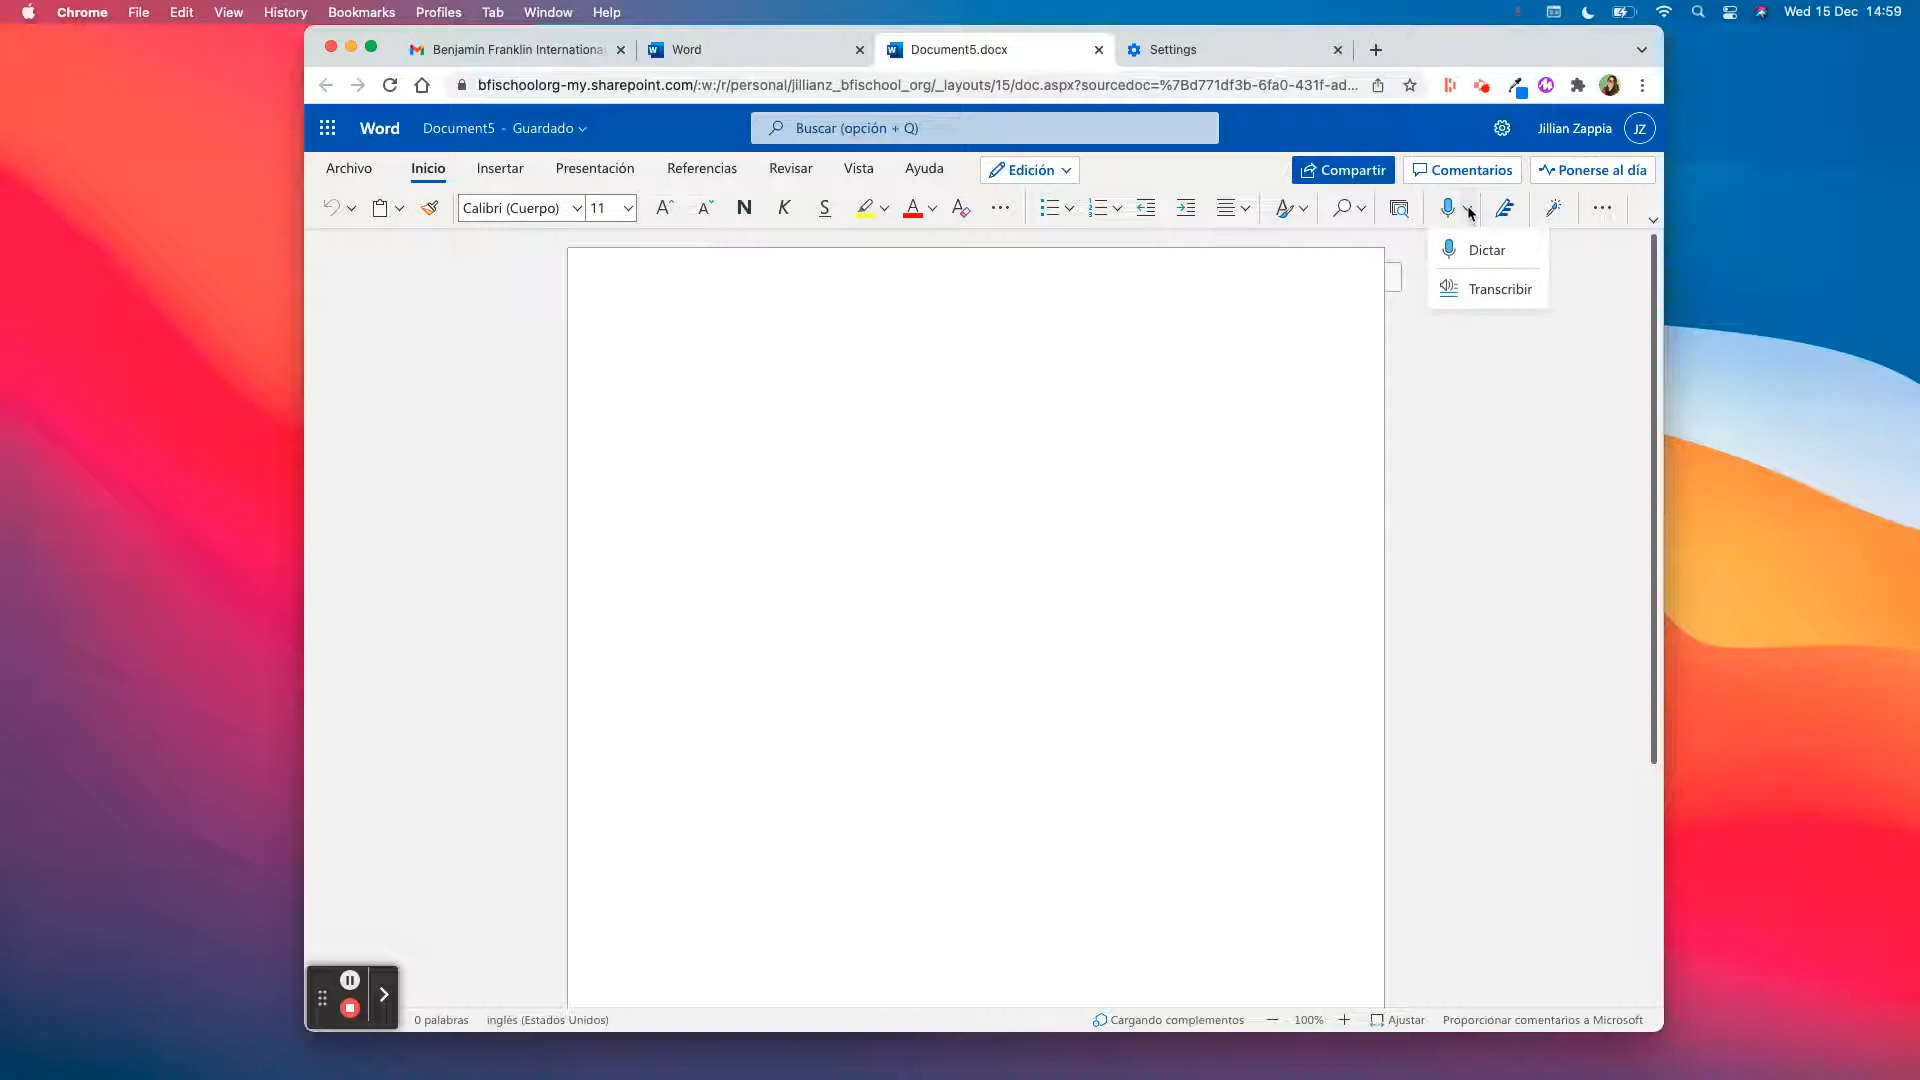 Chrome File Edit View History Bookmarks Profiles Tab Window Help Wed 15 Dec 14:59
Benjamin Franklin Internationa Word Document5.docx Settings
bfischoolorg-my.sharepoint.com/:w:/r/personal/jillianz_bfischool_org/_layouts/15/doc.aspx?sourcedoc=%7Bd771df3b-6fa0-431f-ad...
Word Document5 - Guardado Buscar (opción + Q) Jillian Zappia JZ
Archivo Inicio Insertar Presentación Referencias Revisar Vista Ayuda Edición Compartir Comentarios Ponerse al día
Calibri (Cuerpo) 11 A A N K S A A
Dictar
Transcribir
0 palabras inglés (Estados Unidos) Cargando complementos 100% Ajustar Proporcionar comentarios a Microsoft